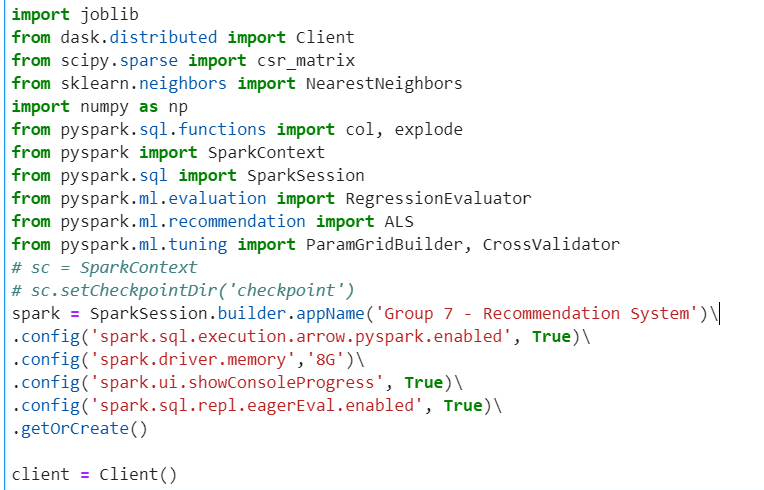 import joblib
from dask.distributed import Client
from scipy.sparse import csr_matrix
from sklearn.neighbors import NearestNeighbors
import numpy as np
from pyspark.sql.functions import col, explode
from pyspark import SparkContext
from pyspark.sql import SparkSession
from pyspark.ml.evaluation import RegressionEvaluator
from pyspark.ml.recommendation import ALS
from pyspark.ml.tuning import ParamGridBuilder, CrossValidator
# sc = SparkContext
# sc.setCheckpointDir('checkpoint')
spark = SparkSession.builder.appName('Group 7 - Recommendation System')\
.config('spark.sql.execution.arrow.pyspark.enabled', True)\
.config('spark.driver.memory','8G')\
.config('spark.ui.showConsoleProgress', True)\
.config('spark.sql.repl.eagerEval.enabled', True)\
.getOrCreate()

client = Client()